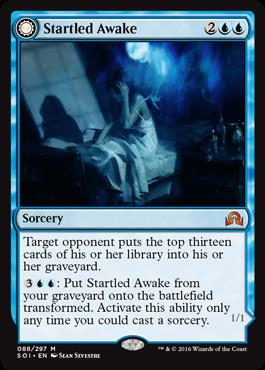 Startled Awake 2
Sorcery
Target opponent puts the top thirteen
cards of his or her library into his or
her graveyard.
3 : Put Startled Awake from
your graveyard onto the battlefield
transformed. Activate this ability only
any time you could cast a sorcery.
1/1
088/297 M
SOI • EN Sean Sevestre ™ & © 2016 Wizards of the Coast